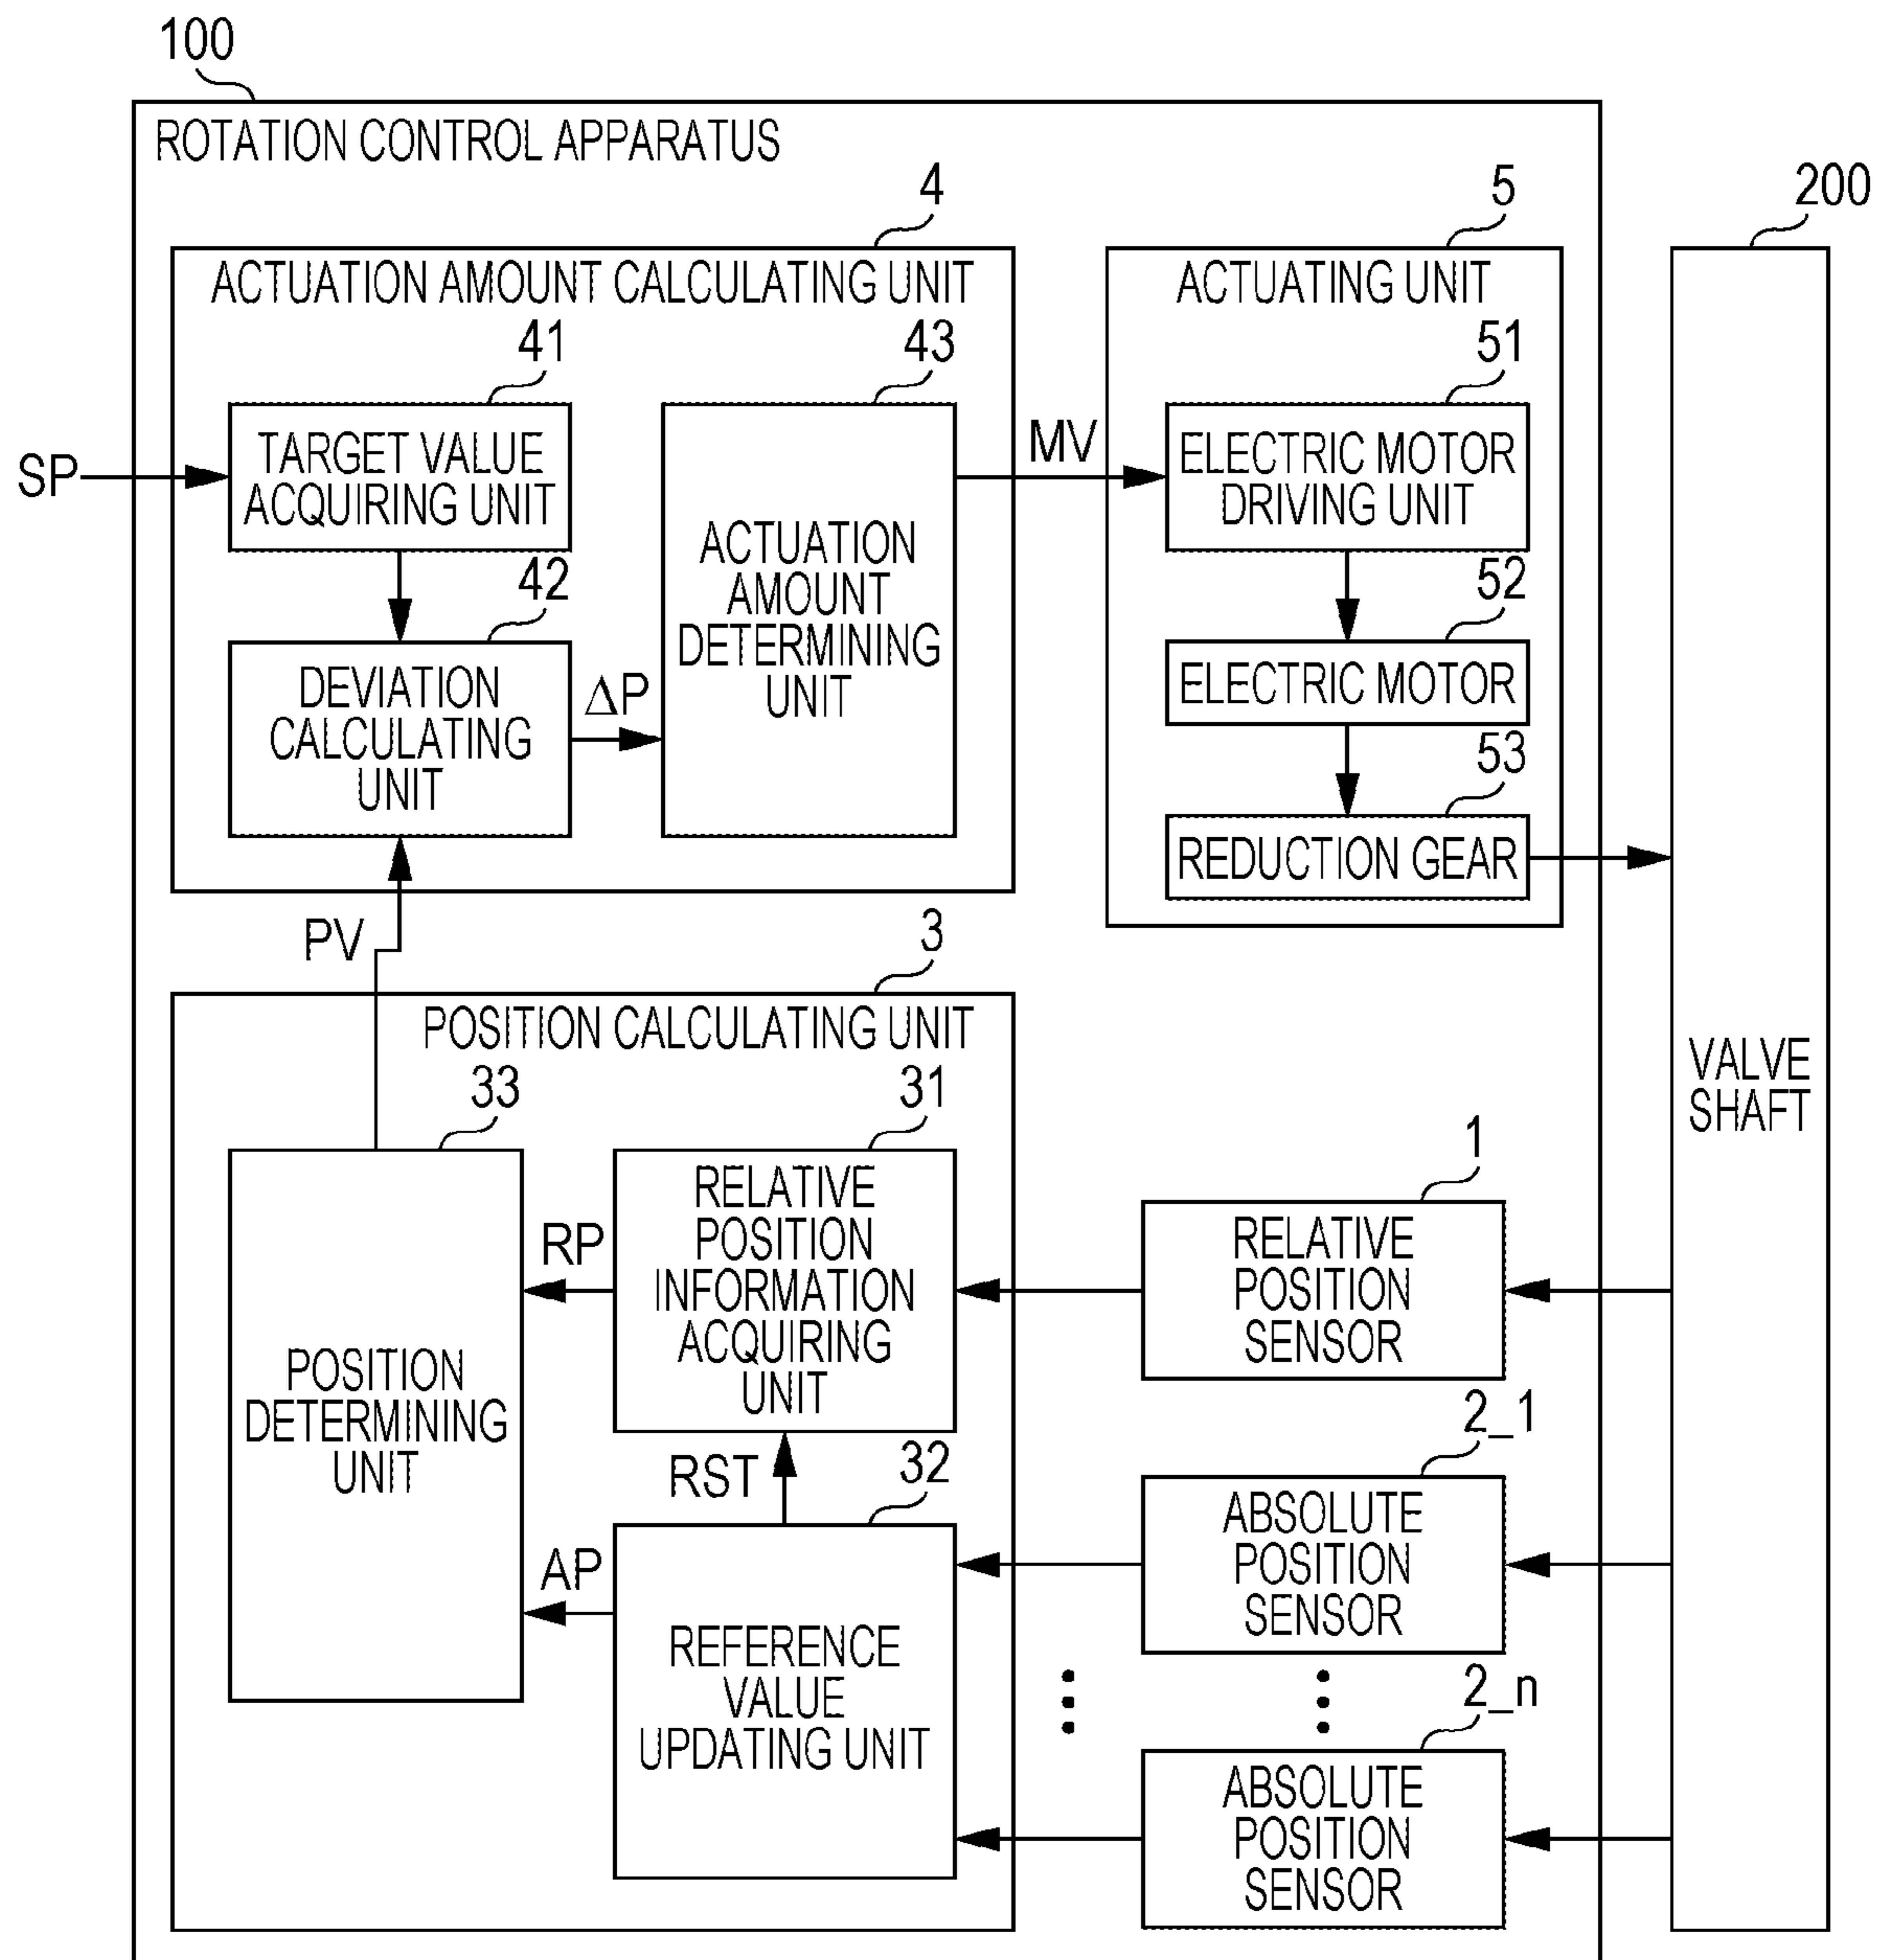 100
ROTATION CONTROL APPARATUS
4
5
200
ACTUATION AMOUNT CALCULATING UNIT
ACTUATING UNIT
41
43
51
SP
TARGET VALUE
ACQUIRING UNIT
MV
ELECTRIC MOTOR
DRIVING UNIT
ACTUATION
AMOUNT
DETERMINING
UNIT
42
52
DEVIATION
CALCULATING
UNIT
ΔP
ELECTRIC MOTOR
53
REDUCTION GEAR
PV
3
POSITION CALCULATING UNIT
VALVE
SHAFT
33
31
1
RELATIVE
POSITION
INFORMATION
ACQUIRING
UNIT
RP
RELATIVE
POSITION
SENSOR
POSITION
DETERMINING
UNIT
RST
32
2_1
ABSOLUTE
POSITION
SENSOR
AP
REFERENCE
VALUE
UPDATING UNIT
2_n
ABSOLUTE
POSITION
SENSOR